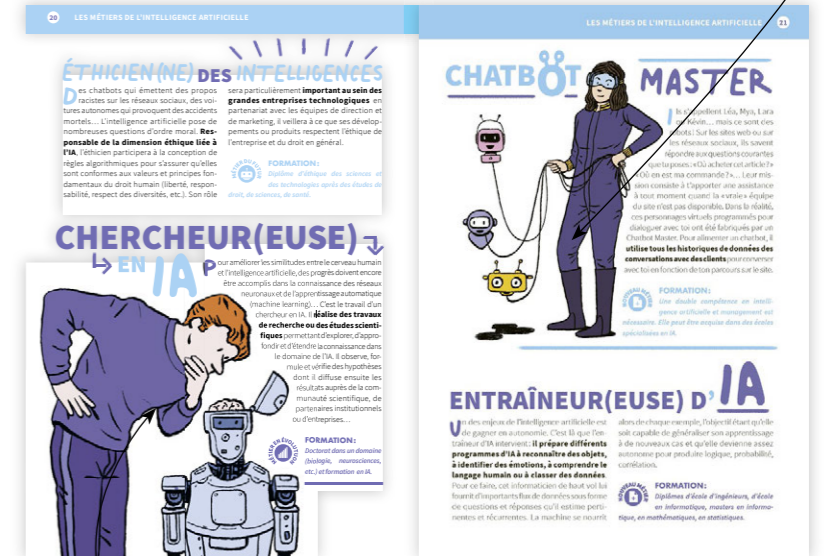 20 LES MÉTIERS DE L'INTELLIGENCE ARTIFICIELLE
ÉTHICIEN(NE) DES INTELLIGENCES
Des chatbots qui émettent des propos
racistes sur les réseaux sociaux, des voi-
tures autonomes qui provoquent des accidents
mortels... L'intelligence artificielle pose de
nombreuses questions d'ordre moral. Res-
ponsable de la dimension éthique liée à
l'IA, l'éthicien participera à la conception de
règles algorithmiques pour s'assurer qu'elles
sont conformes aux valeurs et principes fon-
damentaux du droit humain (liberté, respon-
sabilité, respect des diversités, etc.). Son rôle
sera particulièrement important au sein des
grandes entreprises technologiques en
partenariat avec les équipes de direction et
de marketing, il veillera à ce que ses dévelop-
pements ou produits respectent l'éthique de
l'entreprise et du droit en général.
MÉTIER DU FUTUR
FORMATION :
Diplôme d'éthique des sciences et
des technologies après des études de
droit, de sciences, de santé.
CHERCHEUR(EUSE)
EN IA
Pour améliorer les similitudes entre le cerveau humain
et l'intelligence artificielle, des progrès doivent encore
être accomplis dans la connaissance des réseaux
neuronaux et de l'apprentissage automatique
(machine learning)... C'est le travail d'un
chercheur en IA. Il réalise des travaux
de recherche ou des études scienti-
fiques permettant d'explorer, d'appro-
fondir et d'étendre la connaissance dans
le domaine de l'IA. Il observe, for-
mule et vérifie des hypothèses
dont il diffuse ensuite les
résultats auprès de la com-
munauté scientifique, de
partenaires institutionnels
ou d'entreprises...
MÉTIER EN ÉVOLUTION
FORMATION :
Doctorat dans un domaine
(biologie, neurosciences,
etc.) et formation en IA.
LES MÉTIERS DE L'INTELLIGENCE ARTIFICIELLE 21
CHATBOT MASTER
Ils s'appellent Léa, Mya, Lara
ou Kévin... mais ce sont des
robots ! Sur les sites web ou sur
les réseaux sociaux, ils savent
répondre aux questions courantes
que tu poses : « Où acheter cet article ? »
« Où en est ma commande ? »... Leur mis-
sion consiste à t'apporter une assistance
à tout moment quand la « vraie » équipe
du site n'est pas disponible. Dans la réalité,
ces personnages virtuels programmés pour
dialoguer avec toi ont été fabriqués par un
Chatbot Master. Pour alimenter un chatbot, il
utilise tous les historiques de données des
conversations avec des clients pour converser
avec toi en fonction de ton parcours sur le site.
NOUVEAU MÉTIER
FORMATION :
Une double compétence en intelli-
gence artificielle et management est
nécessaire. Elle peut être acquise dans des écoles
spécialisées en IA.
ENTRAÎNEUR(EUSE) D'IA
Un des enjeux de l'intelligence artificielle est
de gagner en autonomie. C'est là que l'en-
traîneur d'IA intervient : il prépare différents
programmes d'IA à reconnaître des objets,
à identifier des émotions, à comprendre le
langage humain ou à classer des données.
Pour ce faire, cet informaticien de haut vol lui
fournit d'importants flux de données sous forme
de questions et réponses qu'il estime perti-
nentes et récurrentes. La machine se nourrit
alors de chaque exemple, l'objectif étant qu'elle
soit capable de généraliser son apprentissage
à de nouveaux cas et qu'elle devienne assez
autonome pour produire logique, probabilité,
corrélation.
NOUVEAU MÉTIER
FORMATION :
Diplômes d'école d'ingénieurs, d'école
en informatique, masters en informa-
tique, en mathématiques, en statistiques.